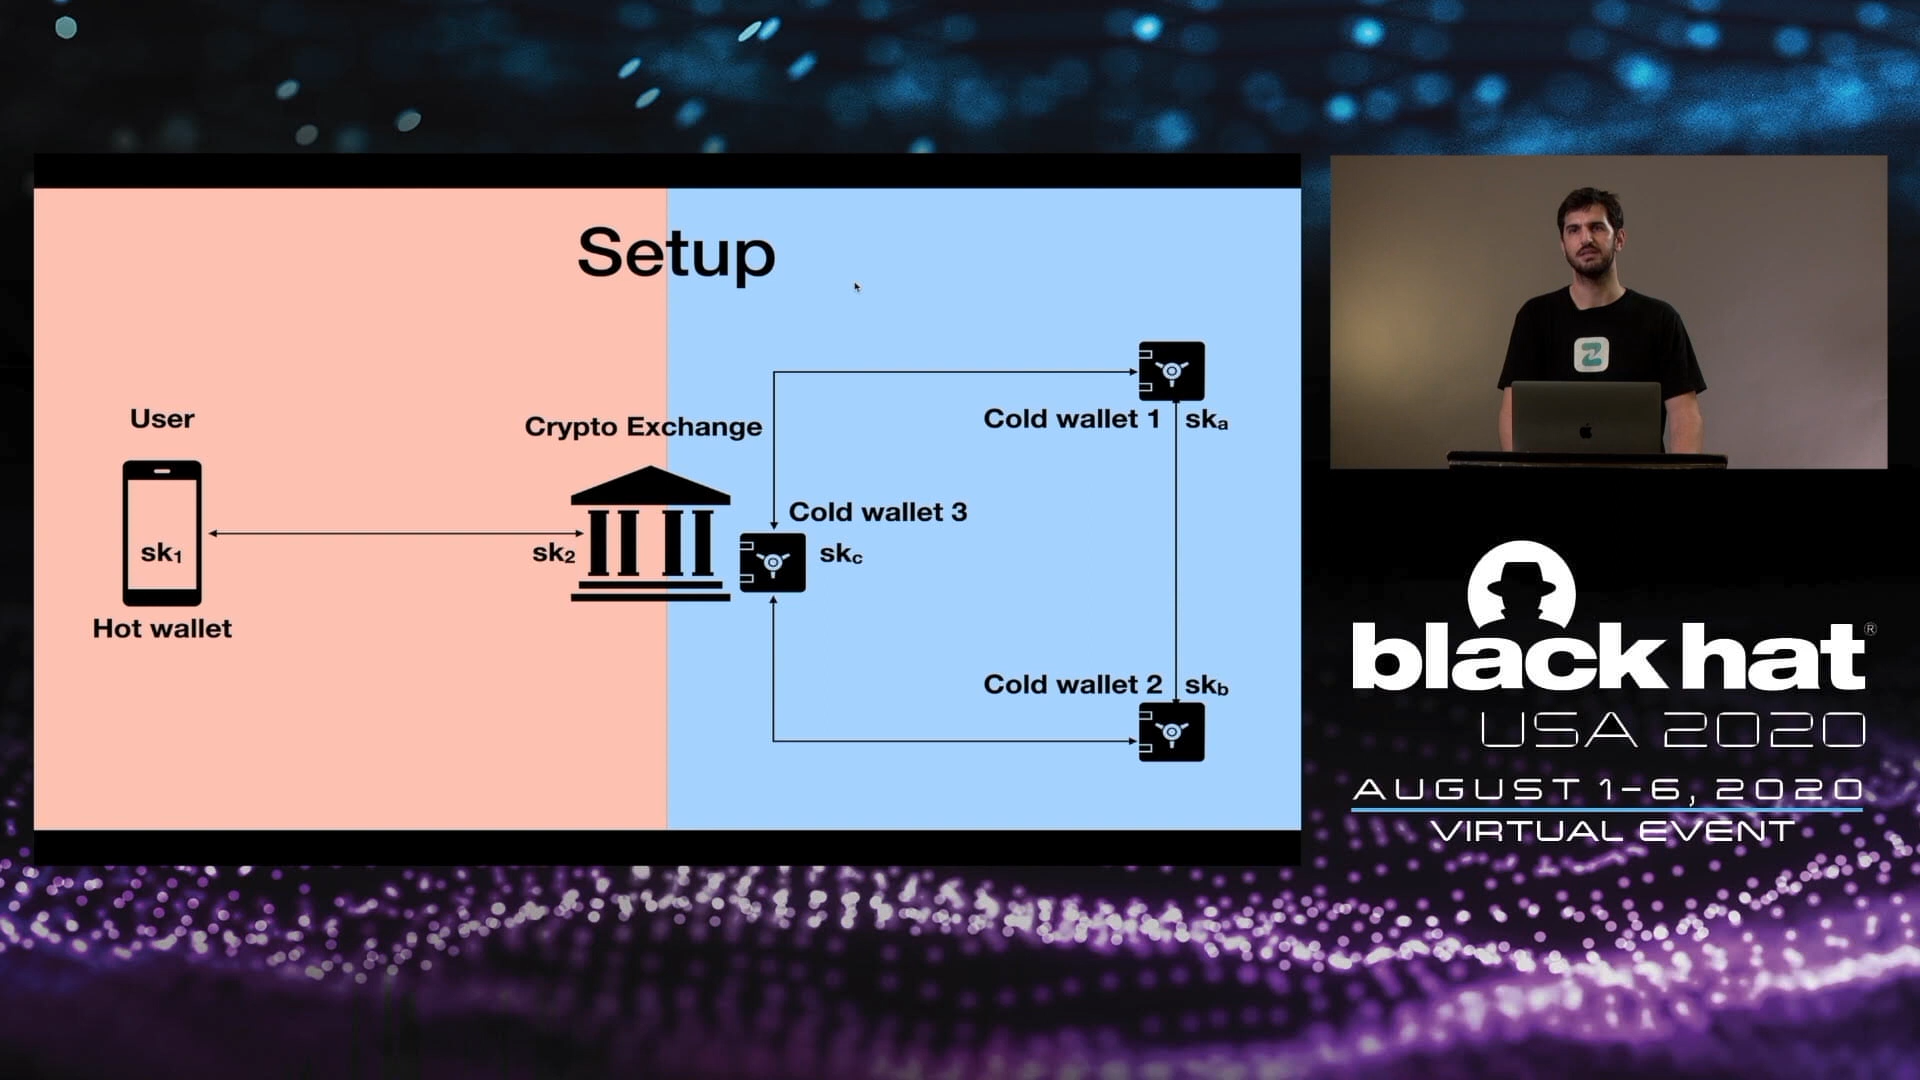 Setup
User
sk1
Hot wallet
Crypto Exchange
sk2
Cold wallet 3
skc
Cold wallet 1
ska
Cold wallet 2
skb
Z
black hat®
USA 2020
AUGUST 1-6, 2020
VIRTUAL EVENT